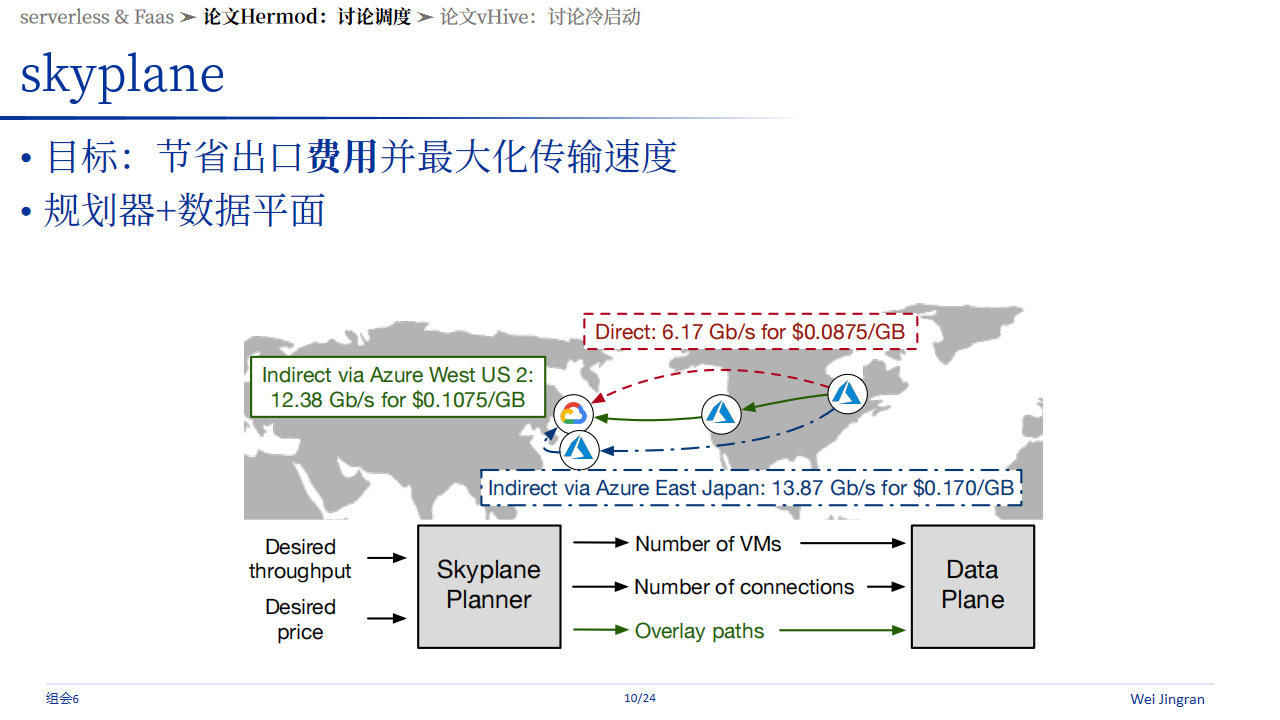 serverless & Faas ➤ 论文Hermod：讨论调度 ➤ 论文vHive：讨论冷启动
skyplane
• 目标：节省出口费用并最大化传输速度
• 规划器+数据平面
Direct: 6.17 Gb/s for $0.0875/GB
Indirect via Azure West US 2:
12.38 Gb/s for $0.1075/GB
Indirect via Azure East Japan: 13.87 Gb/s for $0.170/GB
Desired
throughput
Desired
price
Skyplane
Planner
Number of VMs
Number of connections
Overlay paths
Data
Plane
组会6
10/24
Wei Jingran